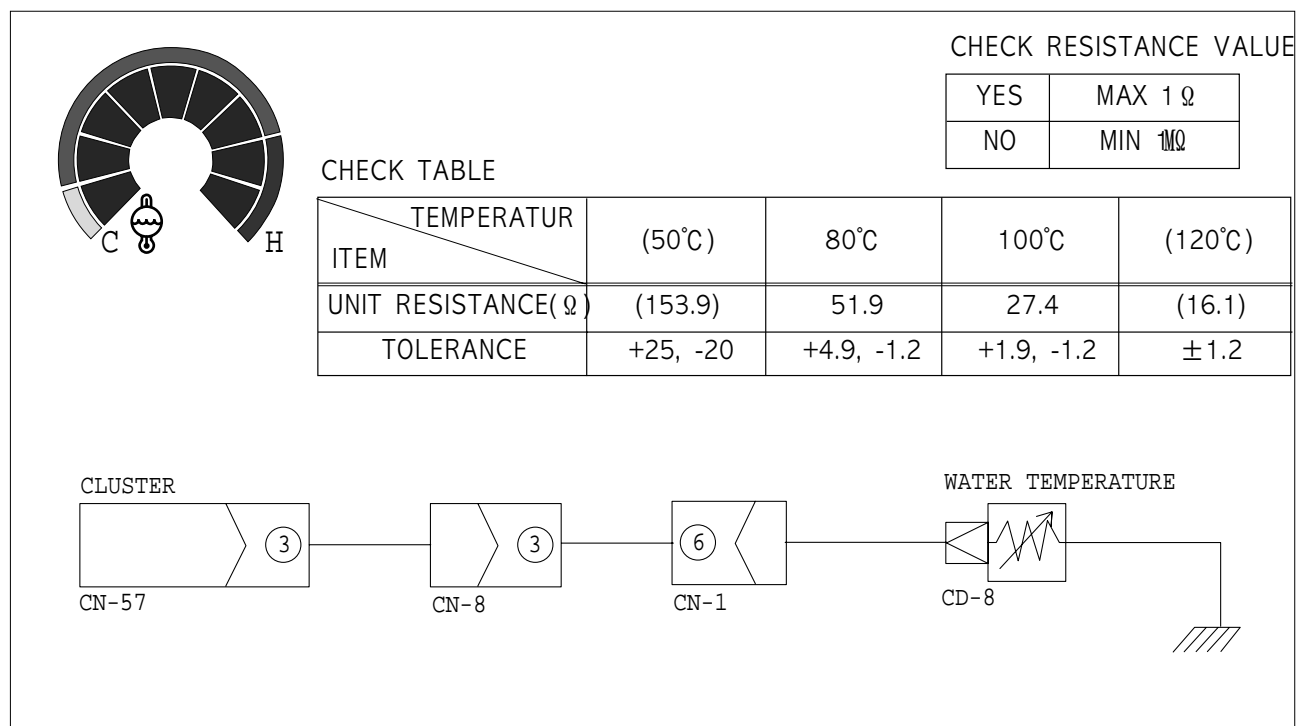 CHECK RESISTANCE VALUE
YES MAX 1 Ω
NO MIN 1MΩ
C H
CHECK TABLE
TEMPERATUR
ITEM
(50℃) 80℃ 100℃ (120℃)
UNIT RESISTANCE(Ω) (153.9) 51.9 27.4 (16.1)
TOLERANCE +25, -20 +4.9, -1.2 +1.9, -1.2 ±1.2
CLUSTER WATER TEMPERATURE
3 3 6
CN-57 CN-8 CN-1 CD-8